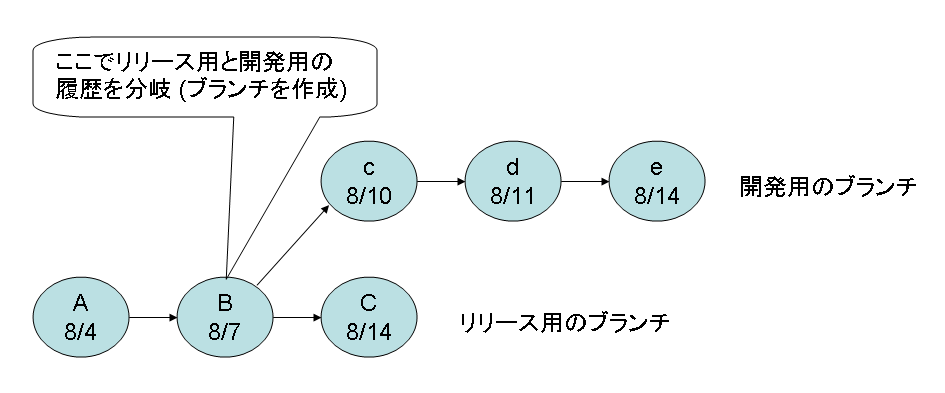 ここでリリース用と開発用の
履歴を分岐 (ブランチを作成)
c
8/10
d
8/11
e
8/14
開発用のブランチ
A
8/4
B
8/7
C
8/14
リリース用のブランチ